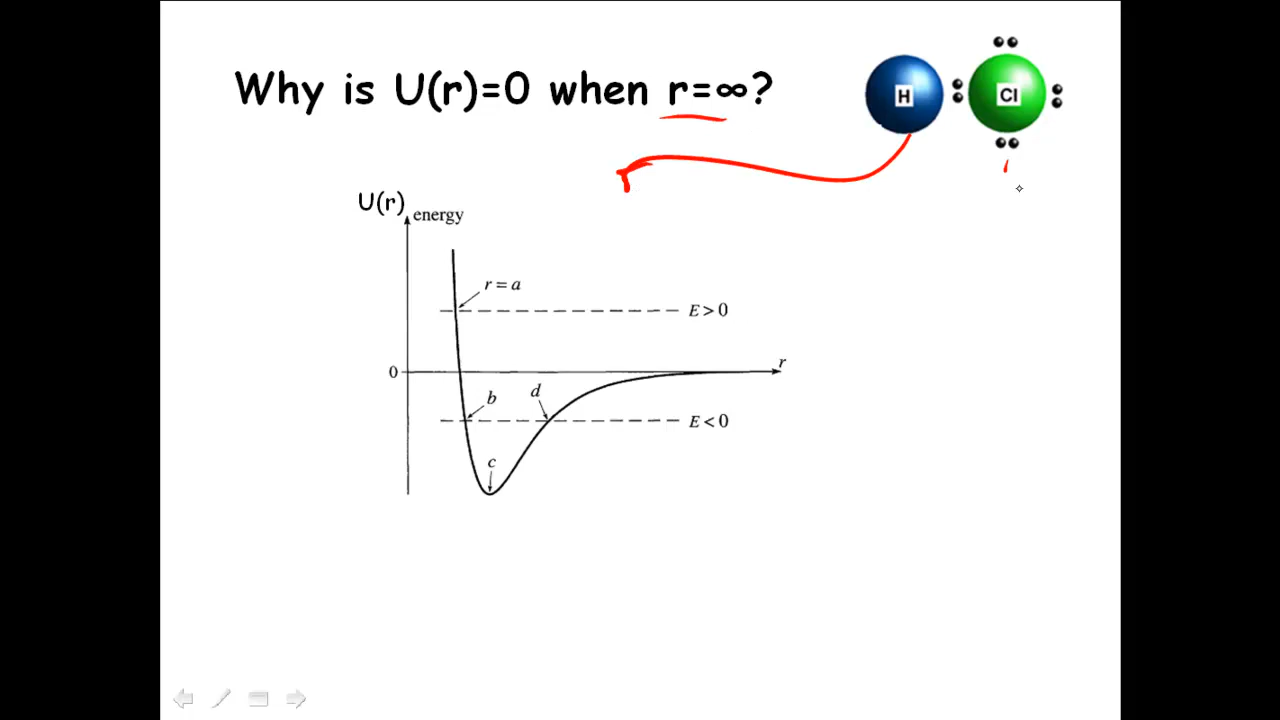 Why is U(r)=0 when r=∞?
H
Cl
U(r)
energy
r = a
E > 0
0
r
b
d
E < 0
c